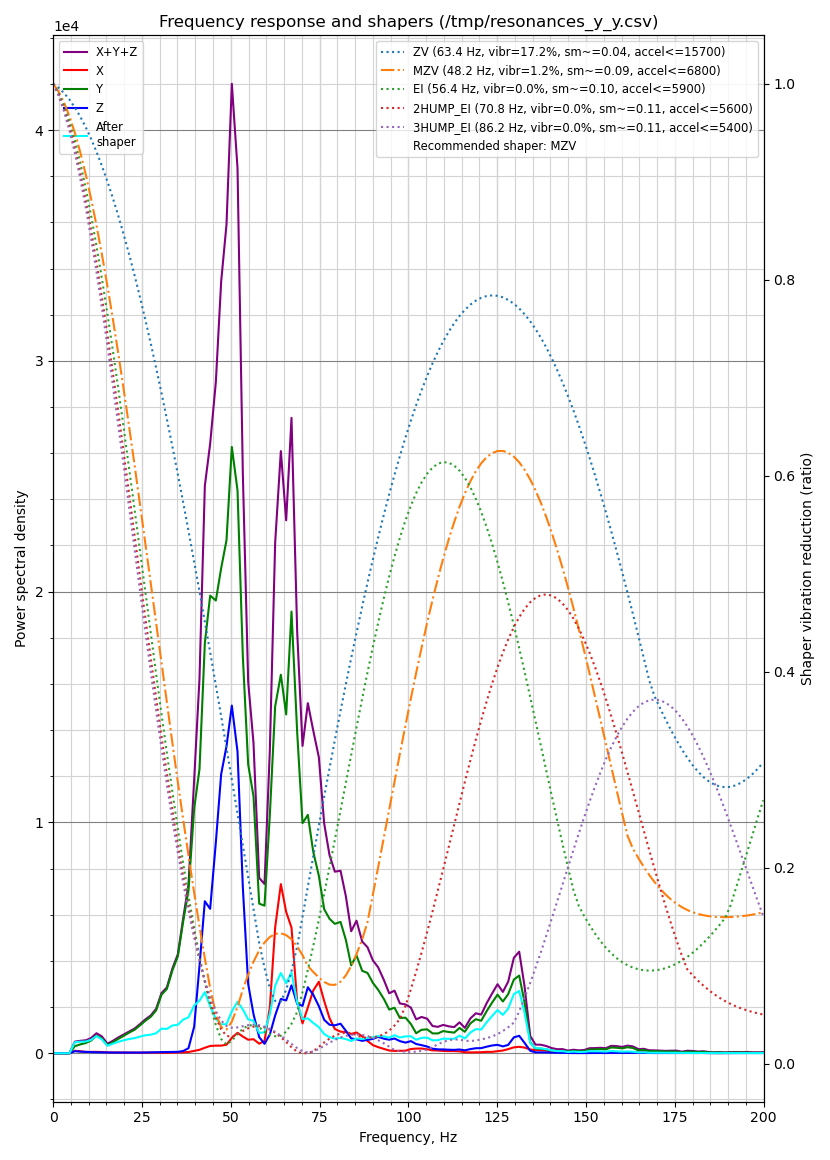 Frequency response and shapers (/tmp/resonances_y_y.csv)
1e4
X+Y+Z
X
Y
Z
After
shaper
ZV (63.4 Hz, vibr=17.2%, sm~=0.04, accel<=15700)
MZV (48.2 Hz, vibr=1.2%, sm~=0.09, accel<=6800)
EI (56.4 Hz, vibr=0.0%, sm~=0.10, accel<=5900)
2HUMP_EI (70.8 Hz, vibr=0.0%, sm~=0.11, accel<=5600)
3HUMP_EI (86.2 Hz, vibr=0.0%, sm~=0.11, accel<=5400)
Recommended shaper: MZV
Power spectral density
4
3
2
1
0
1.0
0.8
0.6
0.4
0.2
0.0
Shaper vibration reduction (ratio)
0 25 50 75 100 125 150 175 200
Frequency, Hz